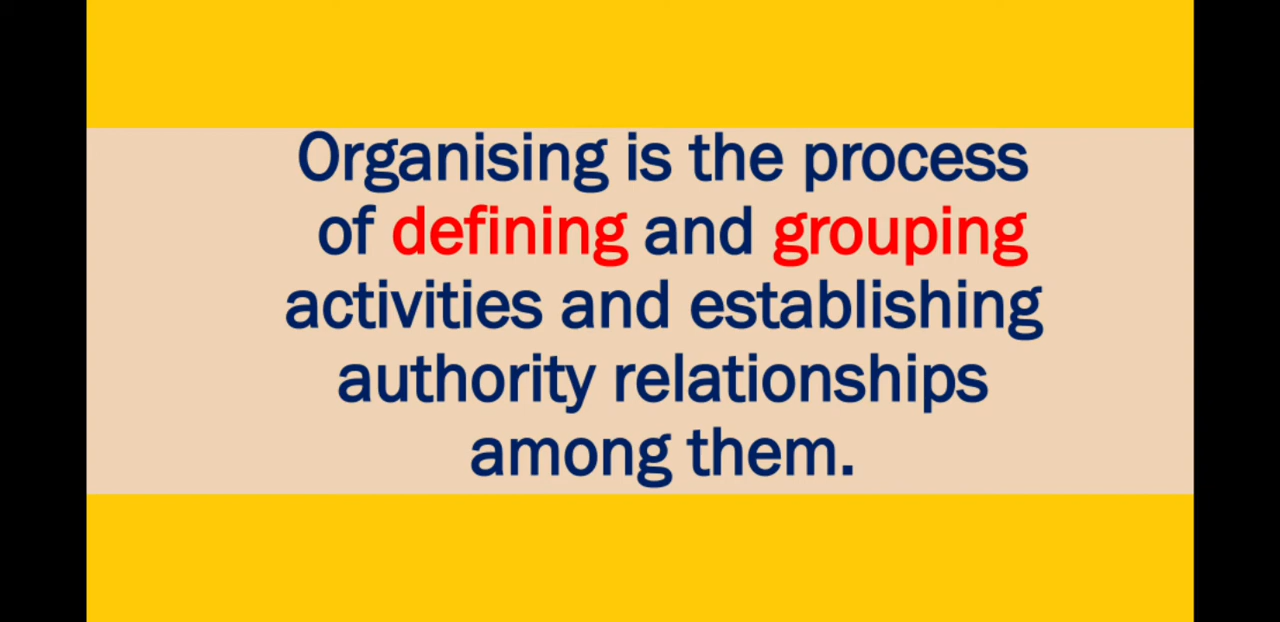 Organising is the process
of defining and grouping
activities and establishing
authority relationships
among them.